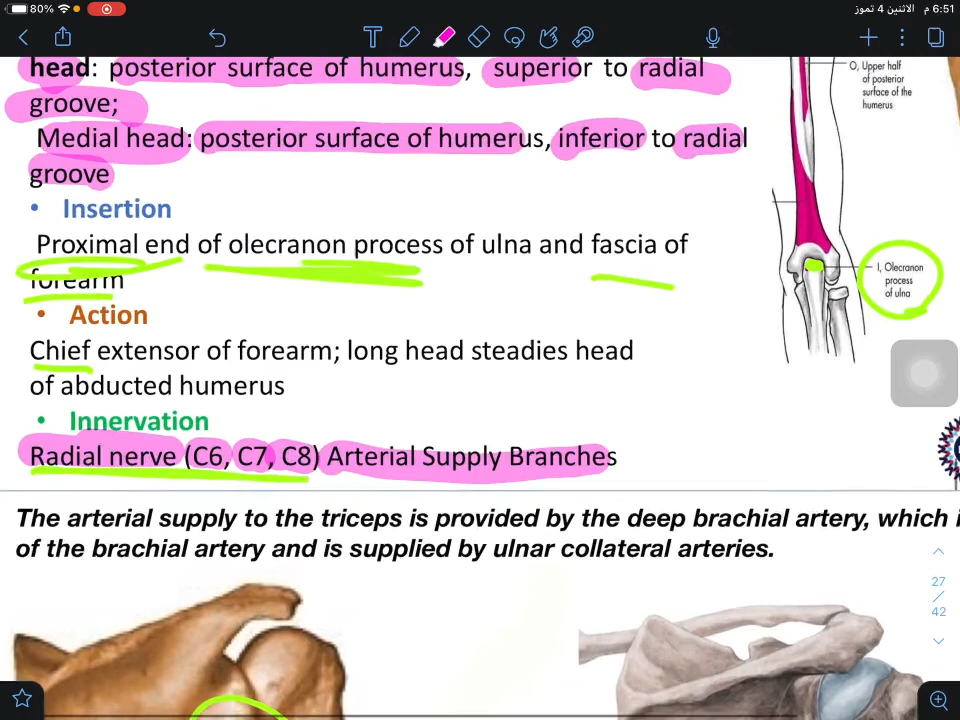 80%
6:51 م الاثنين 4 تموز
head: posterior surface of humerus, superior to radial
groove;
Medial head: posterior surface of humerus, inferior to radial
groove
• Insertion
Proximal end of olecranon process of ulna and fascia of
forearm
• Action
Chief extensor of forearm; long head steadies head
of abducted humerus
• Innervation
Radial nerve (C6, C7, C8) Arterial Supply Branches
O, Upper half
of posterior
surface of the
humerus
I, Olecranon
process
of ulna
The arterial supply to the triceps is provided by the deep brachial artery, which i
of the brachial artery and is supplied by ulnar collateral arteries.
27
/
42